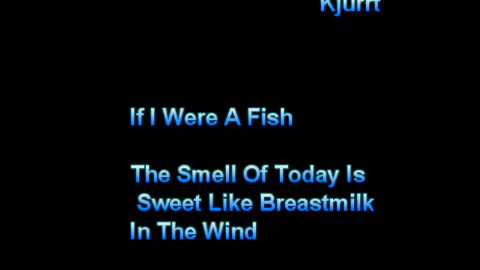 Kjurrt
If I Were A Fish
The Smell Of Today Is
Sweet Like Breastmilk
In The Wind